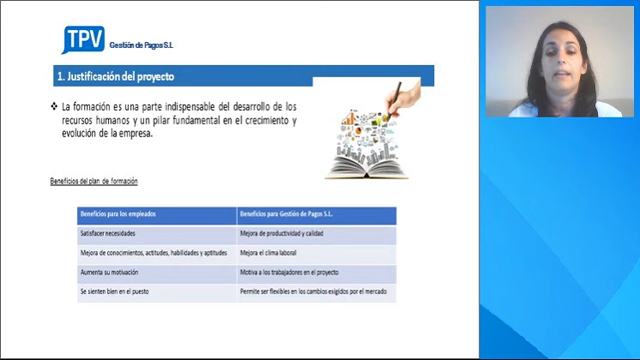 TPV
Gestión de Pagos S.L
1. Justificación del proyecto
❖ La formación es una parte indispensable del desarrollo de los
recursos humanos y un pilar fundamental en el crecimiento y
evolución de la empresa.
Beneficios del plan de formación
Beneficios para los empleados
Beneficios para Gestión de Pagos S.L.
Satisfacer necesidades
Mejora de productividad y calidad
Mejora de conocimientos, actitudes, habilidades y aptitudes
Mejora el clima laboral
Aumenta su motivación
Motiva a los trabajadores en el proyecto
Se sienten bien en el puesto
Permite ser flexibles en los cambios exigidos por el mercado